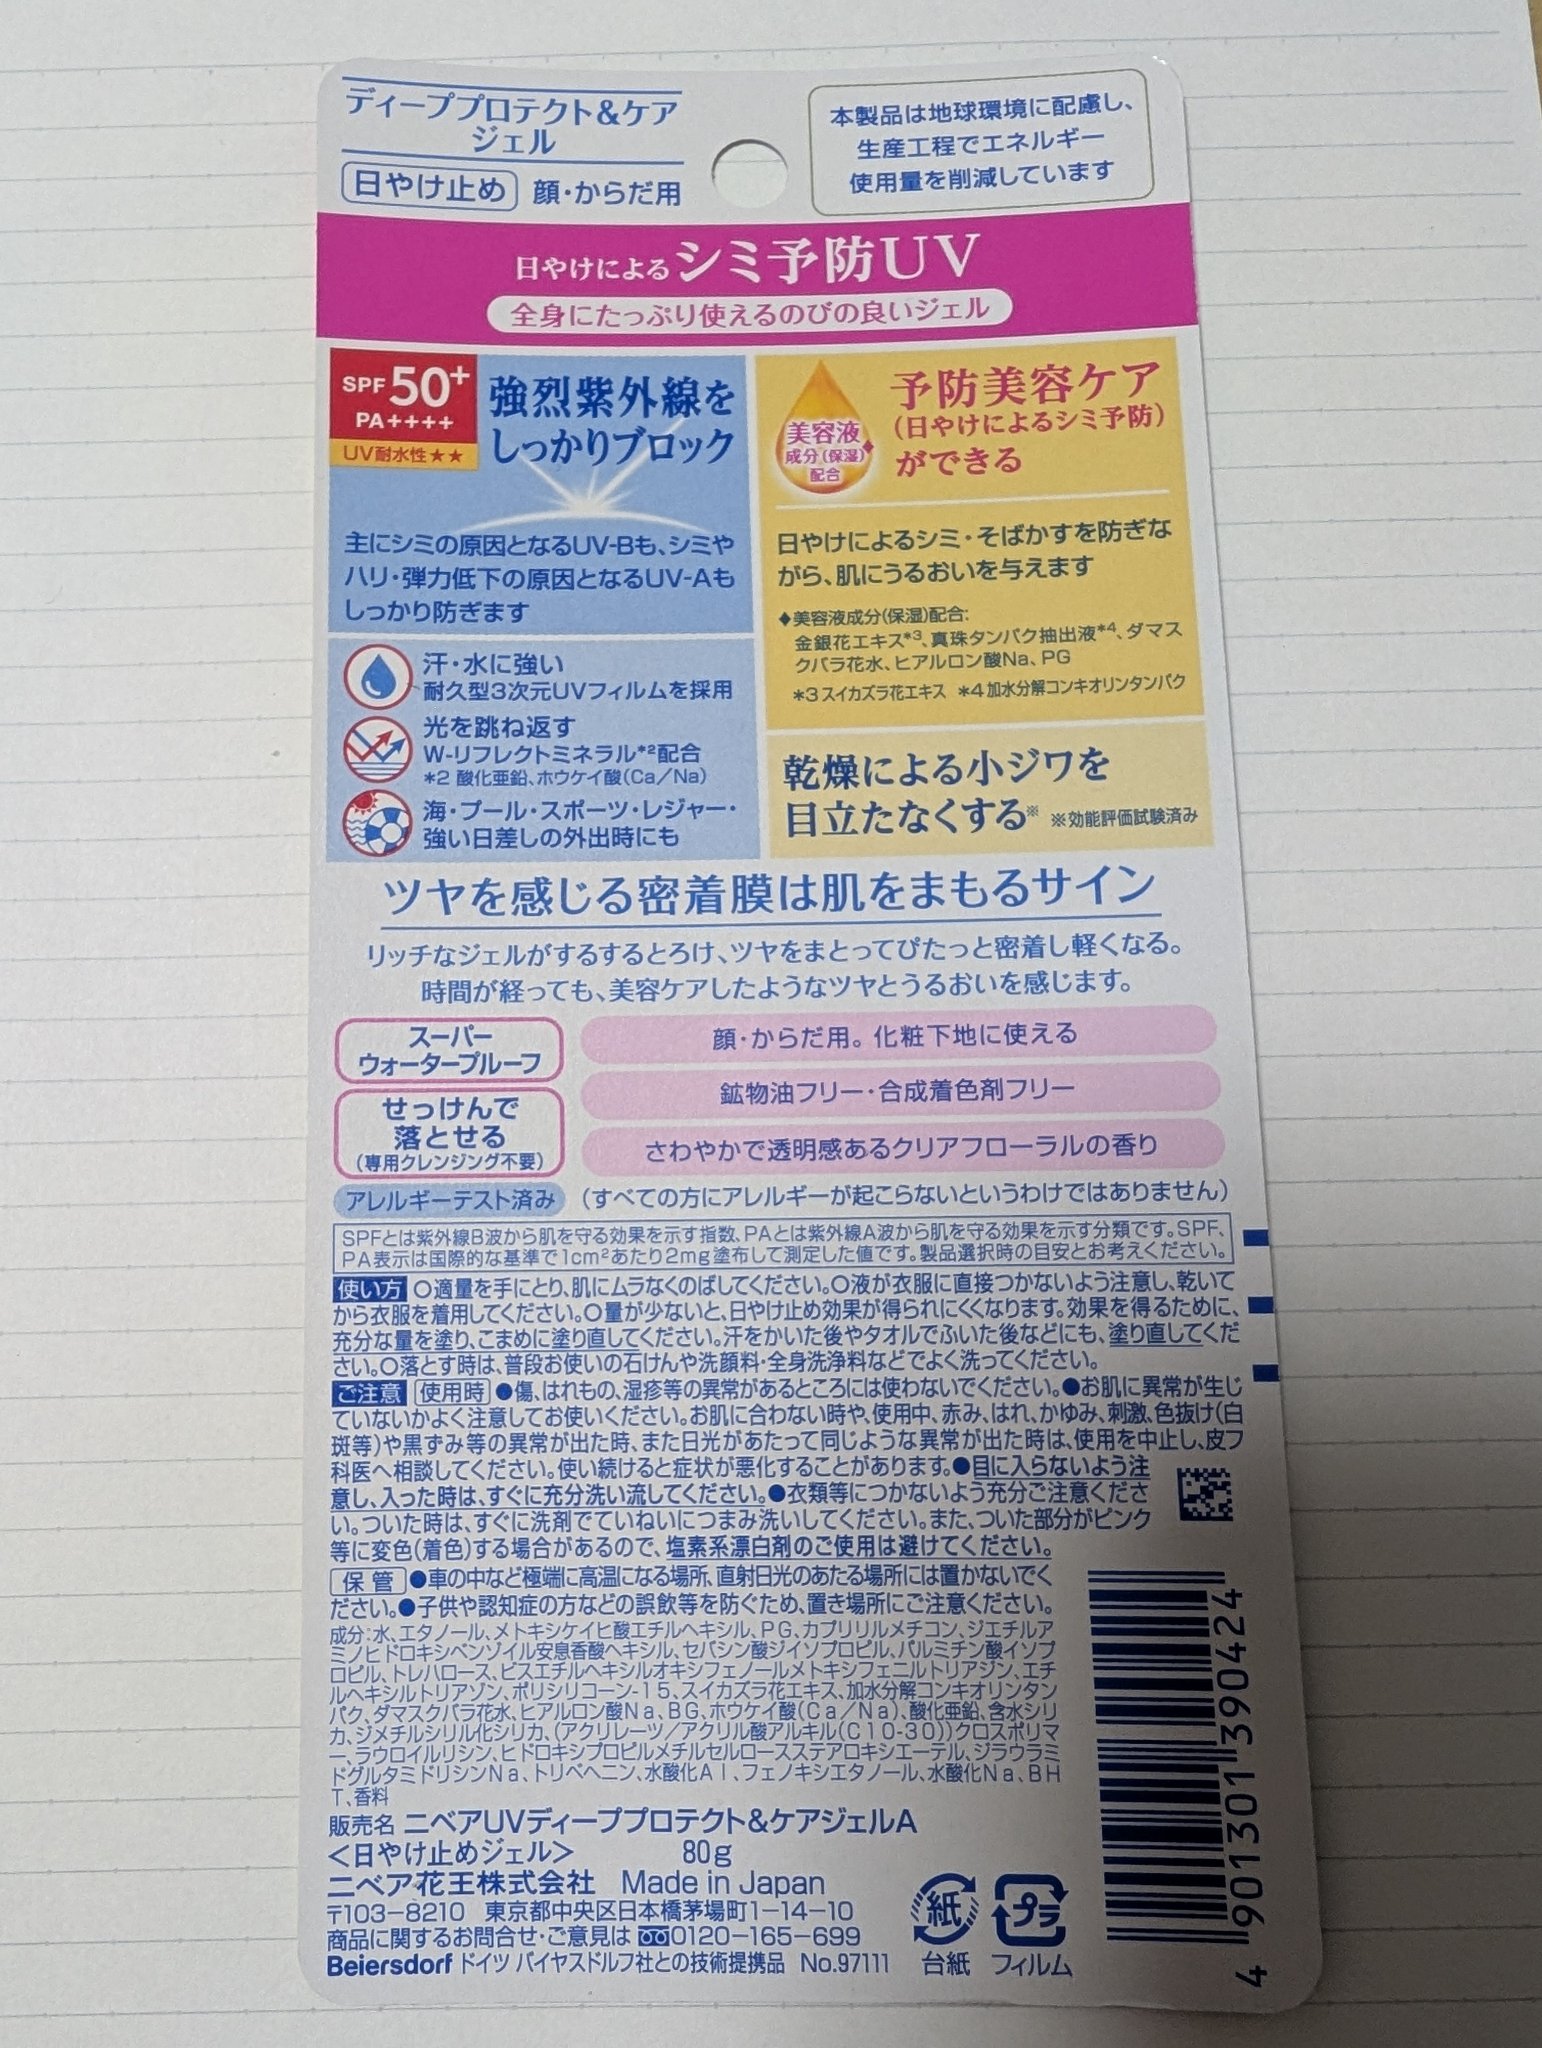 ディーププロテクト&ケア
ジェル
日やけ止め 顔・からだ用
本製品は地球環境に配慮し、
生産工程でエネルギー
使用量を削減しています
日やけによるシミ予防UV
全身にたっぷり使えるのびの良いジェル
SPF50+
PA++++
UV耐水性★★
強烈紫外線を
しっかりブロック
主にシミの原因となるUV-Bも、シミや
ハリ・弾力低下の原因となるUV-Aも
しっかり防ぎます
汗・水に強い
耐久型3次元UVフィルムを採用
光を跳ね返す
W-リフレクトミネラル*2配合
*2 酸化亜鉛、ホウケイ酸(Ca/Na)
海・プール・スポーツ・レジャー・
強い日差しの外出時にも
美容液
成分(保湿)◆
配合
予防美容ケア
(日やけによるシミ予防)
ができる
日やけによるシミ・そばかすを防ぎな
がら、肌にうるおいを与えます
◆美容液成分(保湿)配合:
金銀花エキス*3、真珠タンパク抽出液*4、ダマス
クバラ花水、ヒアルロン酸Na、PG
*3 スイカズラ花エキス *4 加水分解コンキオリンタンパク
乾燥による小ジワを
目立たなくする※ ※効能評価試験済み
ツヤを感じる密着膜は肌をまもるサイン
リッチなジェルがするするとろけ、ツヤをまとってぴたっと密着し軽くなる。
時間が経っても、美容ケアしたようなツヤとうるおいを感じます。
スーパー
ウォータープルーフ
せっけんで
落とせる
(専用クレンジング不要)
顔・からだ用。化粧下地に使える
鉱物油フリー・合成着色剤フリー
さわやかで透明感あるクリアフローラルの香り
アレルギーテスト済み (すべての方にアレルギーが起こらないというわけではありません)
SPFとは紫外線B波から肌を守る効果を示す指数、PAとは紫外線A波から肌を守る効果を示す分類です。SPF、
PA表示は国際的な基準で1cm²あたり2mg塗布して測定した値です。製品選択時の目安とお考えください。
使い方 ○適量を手にとり、肌にムラなくのばしてください。○液が衣服に直接つかないよう注意し、乾いて
から衣服を着用してください。○量が少ないと、日やけ止め効果が得られにくくなります。効果を得るために、
充分な量を塗り、こまめに塗り直してください。汗をかいた後やタオルでふいた後などにも、塗り直してくだ
さい。○落とす時は、普段お使いの石けんや洗顔料・全身洗浄料などでよく洗ってください。
ご注意 使用時 ●傷、はれもの、湿疹等の異常があるところには使わないでください。●お肌に異常が生じ
ていないかよく注意してお使いください。お肌に合わない時や、使用中、赤み、はれ、かゆみ、刺激、色抜け(白
斑等)や黒ずみ等の異常が出た時、また日光があたって同じような異常が出た時は、使用を中止し、皮フ
科医へ相談してください。使い続けると症状が悪化することがあります。●目に入らないよう注
意し、入った時は、すぐに充分洗い流してください。●衣類等につかないよう充分ご注意くださ
い。ついた時は、すぐに洗剤でていねいにつまみ洗いしてください。また、ついた部分がピンク
等に変色(着色)する場合があるので、塩素系漂白剤のご使用は避けてください。
保管 ●車の中など極端に高温になる場所、直射日光のあたる場所には置かないでく
ださい。●子供や認知症の方などの誤飲等を防ぐため、置き場所にご注意ください。
成分:水、エタノール、メトキシケイヒ酸エチルヘキシル、PG、カプリリルメチコン、ジエチルア
ミノヒドロキシベンゾイル安息香酸ヘキシル、セバシン酸ジイソプロピル、パルミチン酸イソプ
ロピル、トレハロース、ビスエチルヘキシルオキシフェノールメトキシフェニルトリアジン、エチ
ルヘキシルトリアゾン、ポリシリコーン-15、スイカズラ花エキス、加水分解コンキオリンタン
パク、ダマスクバラ花水、ヒアルロン酸Na、BG、ホウケイ酸(Ca/Na)、酸化亜鉛、含水シリ
カ、ジメチルシリル化シリカ、(アクリレーツ/アクリル酸アルキル(C10-30))クロスポリマ
ー、ラウロイルリシン、ヒドロキシプロピルメチルセルロースステアロキシエーテル、ジラウラミ
ドグルタミドリシンNa、トリベヘニン、水酸化Al、フェノキシエタノール、水酸化Na、BH
T、香料
販売名 ニベアUVディーププロテクト&ケアジェルA
<日やけ止めジェル> 80g
ニベア花王株式会社 Made in Japan
〒103-8210 東京都中央区日本橋茅場町1-14-10
商品に関するお問合せ・ご意見は 0120-165-699
Beiersdorf ドイツ バイヤスドルフ社との技術提携品 No.97111
紙
台紙
プラ
フィルム
4 901301 390424